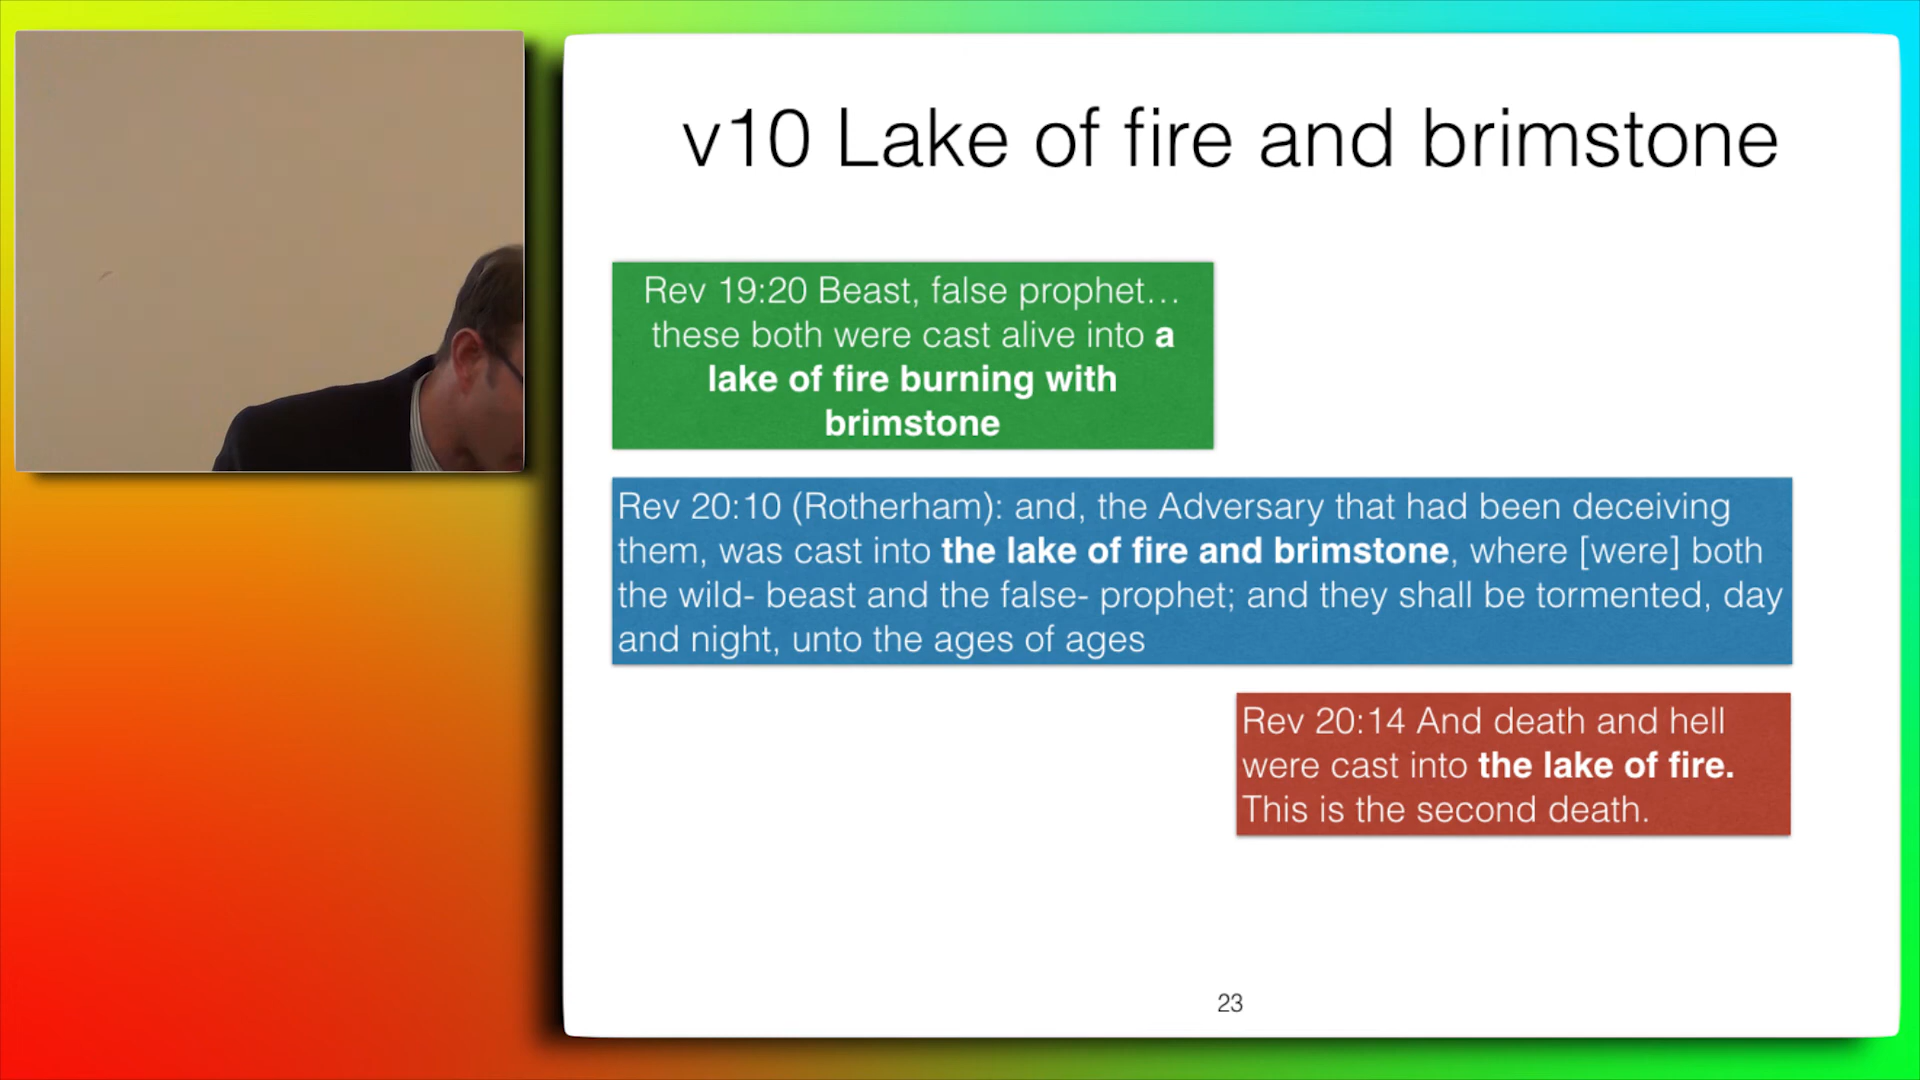 v10 Lake of fire and brimstone
Rev 19:20 Beast, false prophet…
these both were cast alive into a
lake of fire burning with
brimstone
Rev 20:10 (Rotherham): and, the Adversary that had been deceiving
them, was cast into the lake of fire and brimstone, where [were] both
the wild- beast and the false- prophet; and they shall be tormented, day
and night, unto the ages of ages
Rev 20:14 And death and hell
were cast into the lake of fire.
This is the second death.
23